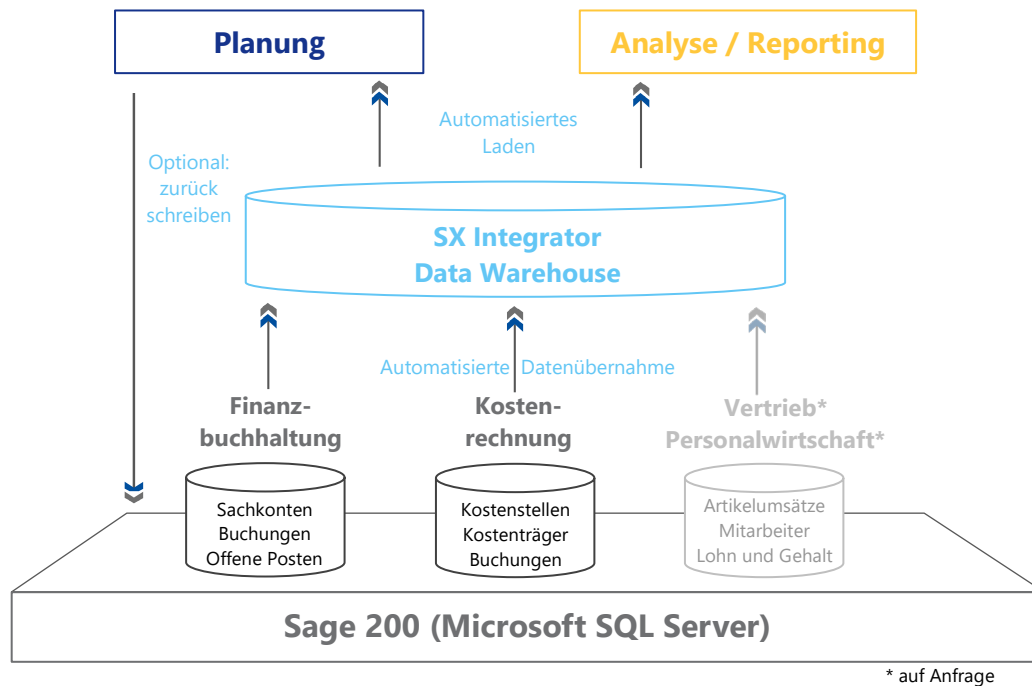 Planung
Analyse / Reporting
Automatisiertes
Laden
Optional:
zurück
schreiben
SX Integrator
Data Warehouse
Automatisierte Datenübernahme
Finanz-
buchhaltung
Kosten-
rechnung
Vertrieb*
Personalwirtschaft*
Sachkonten
Buchungen
Offene Posten
Kostenstellen
Kostenträger
Buchungen
Artikelumsätze
Mitarbeiter
Lohn und Gehalt
Sage 200 (Microsoft SQL Server)
* auf Anfrage